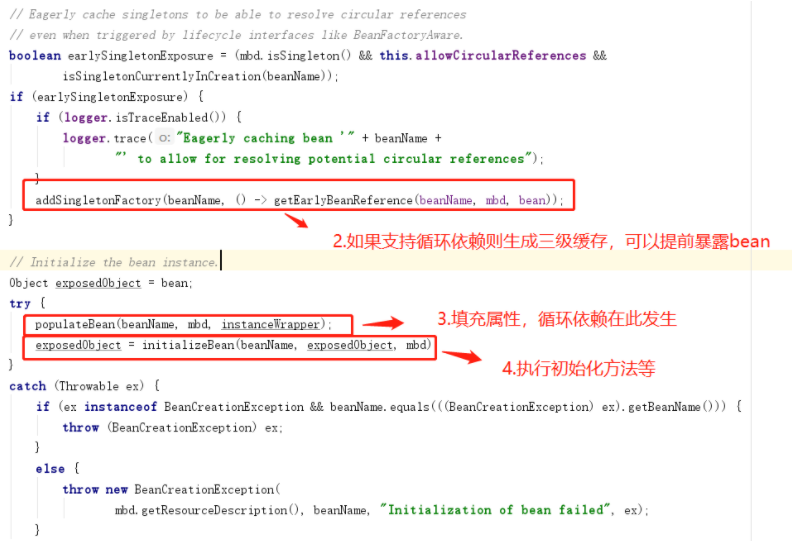 // Eagerly cache singletons to be able to resolve circular references
// even when triggered by lifecycle interfaces like BeanFactoryAware.
boolean earlySingletonExposure = (mbd.isSingleton() && this.allowCircularReferences &&
isSingletonCurrentlyInCreation(beanName));
if (earlySingletonExposure) {
if (logger.isTraceEnabled()) {
logger.trace( o: "Eagerly caching bean '" + beanName +
"' to allow for resolving potential circular references");
}
addSingletonFactory(beanName, () -> getEarlyBeanReference(beanName, mbd, bean));
}
2.如果支持循环依赖则生成三级缓存，可以提前暴露bean
// Initialize the bean instance.
Object exposedObject = bean;
try {
populateBean(beanName, mbd, instanceWrapper);
3.填充属性，循环依赖在此发生
exposedObject = initializeBean(beanName, exposedObject, mbd)
4.执行初始化方法等
}
catch (Throwable ex) {
if (ex instanceof BeanCreationException && beanName.equals(((BeanCreationException) ex).getBeanName())) {
throw (BeanCreationException) ex;
}
else {
throw new BeanCreationException(
mbd.getResourceDescription(), beanName, "Initialization of bean failed", ex);
}